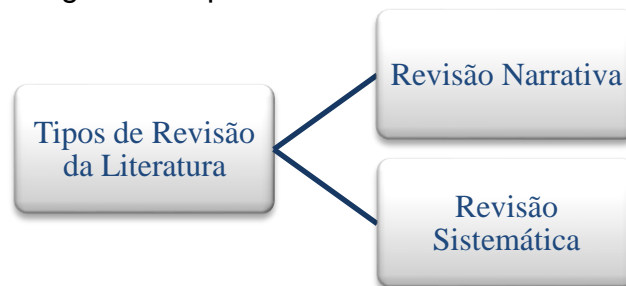 Revisão Narrativa
Tipos de Revisão
da Literatura
Revisão
Sistemática